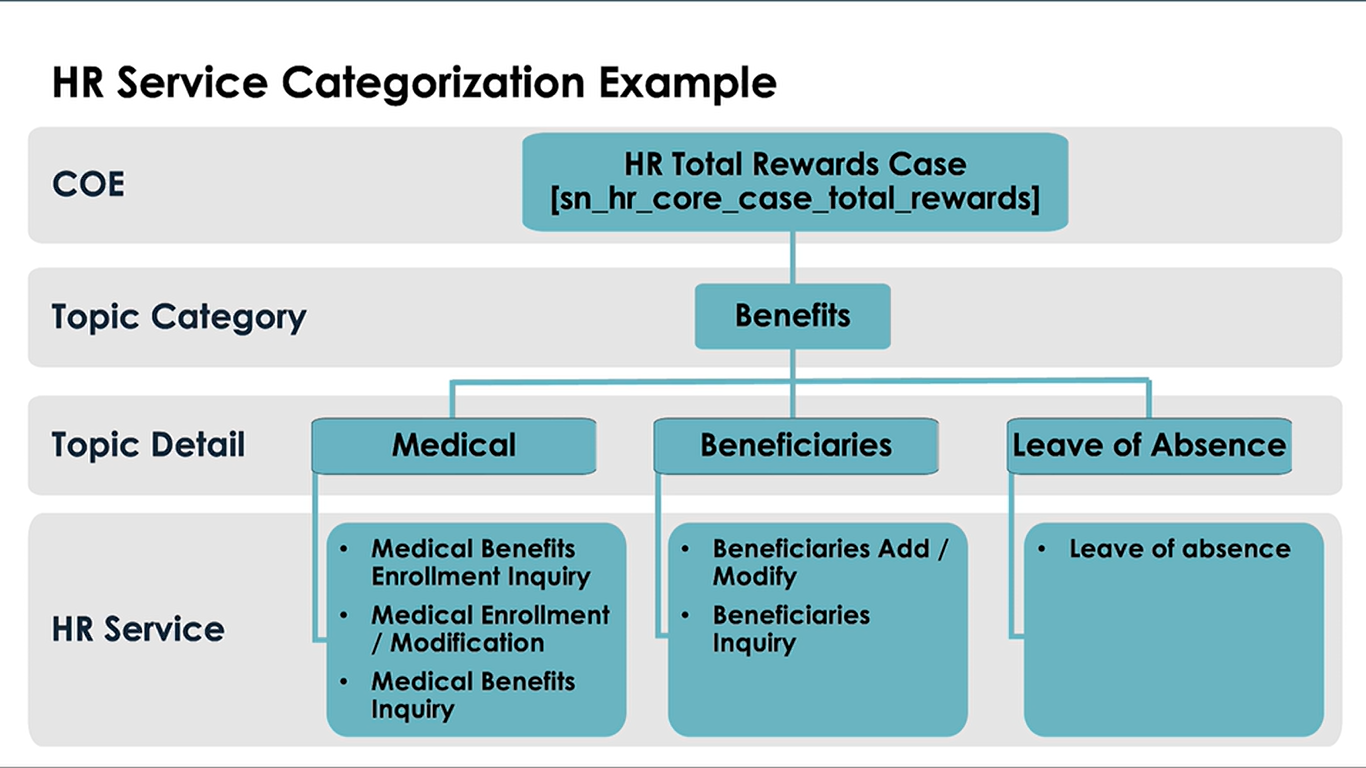 HR Service Categorization Example
COE
HR Total Rewards Case
[sn_hr_core_case_total_rewards]
Topic Category
Benefits
Topic Detail
Medical
Beneficiaries
Leave of Absence
HR Service
• Medical Benefits
Enrollment Inquiry
• Medical Enrollment
/ Modification
• Medical Benefits
Inquiry
• Beneficiaries Add /
Modify
• Beneficiaries
Inquiry
• Leave of absence